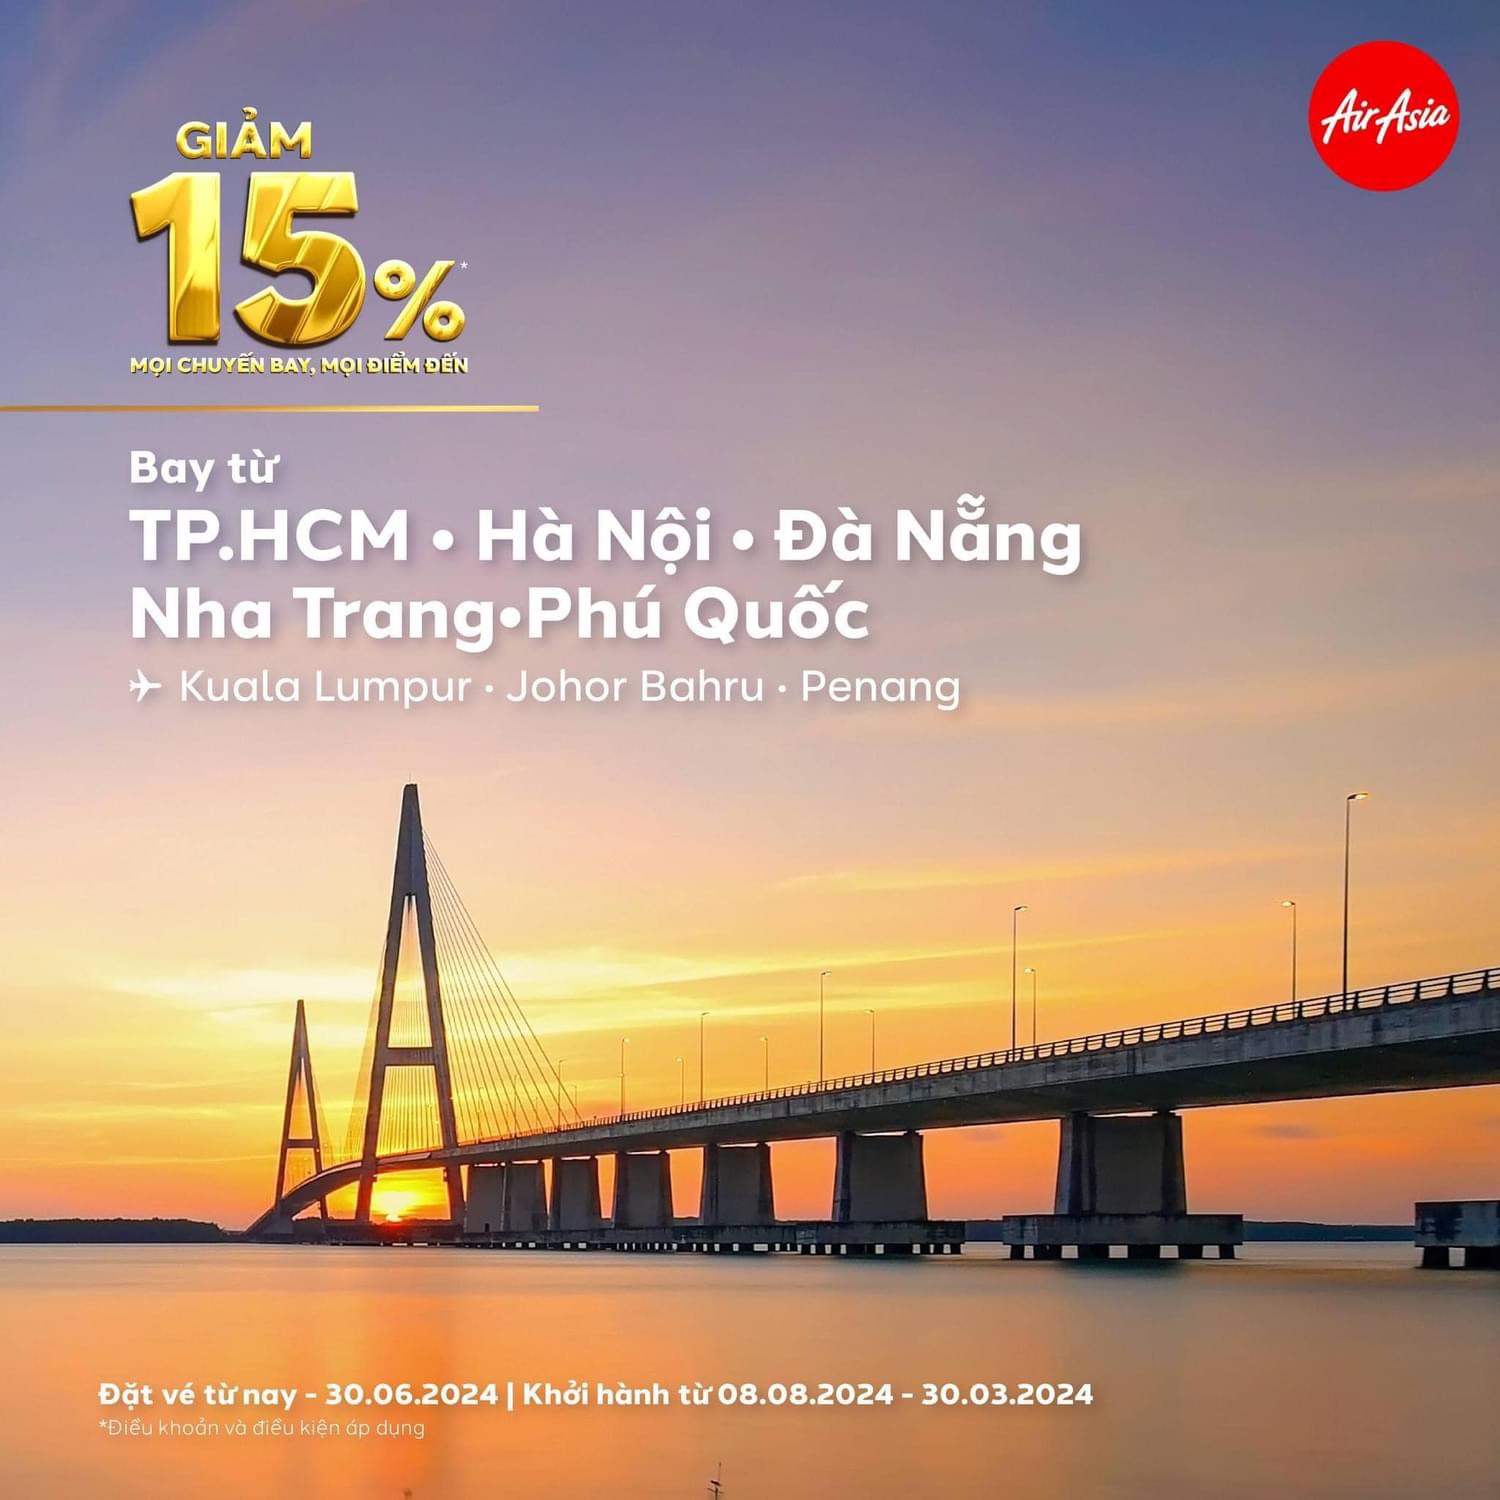 AirAsia
GIẢM
15%*
MỌI CHUYẾN BAY, MỌI ĐIỂM ĐẾN
Bay từ
TP.HCM • Hà Nội • Đà Nẵng
Nha Trang•Phú Quốc
Kuala Lumpur · Johor Bahru · Penang
Đặt vé từ nay - 30.06.2024 | Khởi hành từ 08.08.2024 - 30.03.2024
*Điều khoản và điều kiện áp dụng